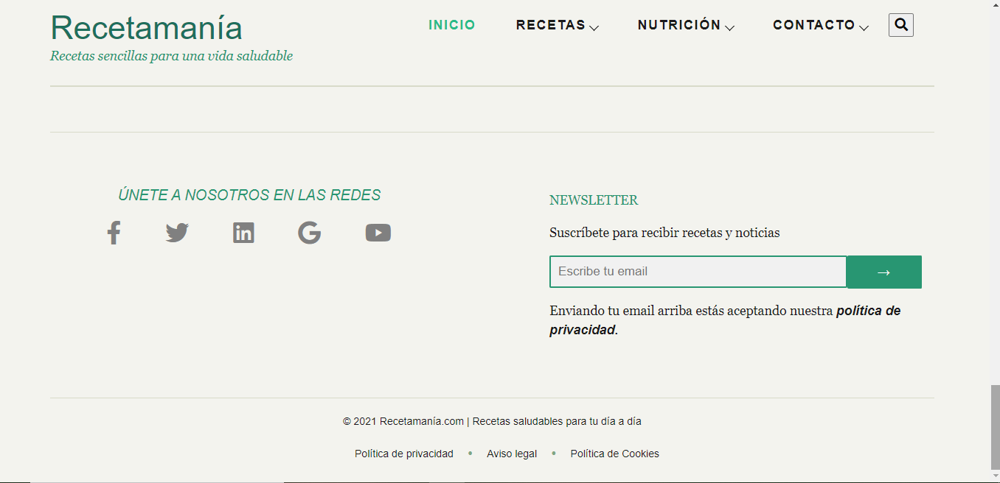 Recetamanía
Recetas sencillas para una vida saludable
INICIO
RECETAS
NUTRICIÓN
CONTACTO
ÚNETE A NOSOTROS EN LAS REDES
NEWSLETTER
Suscríbete para recibir recetas y noticias
Escribe tu email
→
Enviando tu email arriba estás aceptando nuestra política de
privacidad.
© 2021 Recetamanía.com | Recetas saludables para tu día a día
Política de privacidad • Aviso legal • Política de Cookies